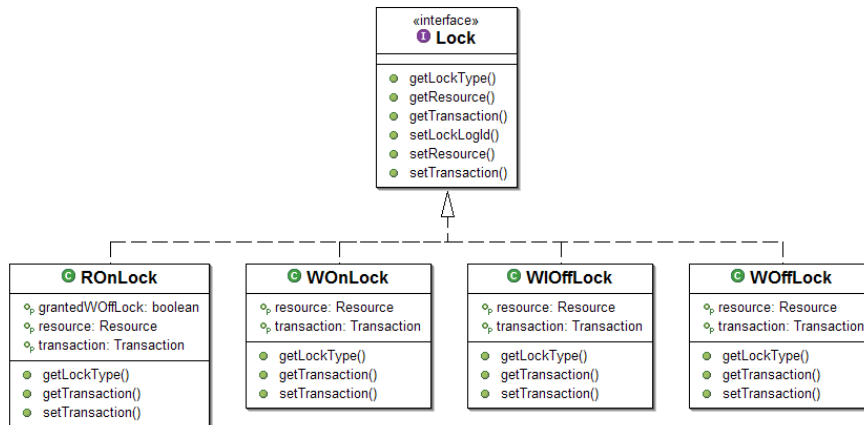 «interface»
Lock
getLockType()
getResource()
getTransaction()
setLockLogId()
setResource()
setTransaction()
ROnLock
grantedWOffLock: boolean
resource: Resource
transaction: Transaction
getLockType()
getTransaction()
setTransaction()
WOnLock
resource: Resource
transaction: Transaction
getLockType()
getTransaction()
setTransaction()
WIOffLock
resource: Resource
transaction: Transaction
getLockType()
getTransaction()
setTransaction()
WOffLock
resource: Resource
transaction: Transaction
getLockType()
getTransaction()
setTransaction()